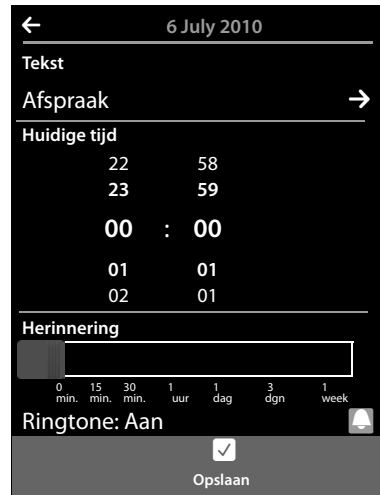 6 July 2010
Tekst
Afspraak
Huidige tijd
22 58
23 59
00 : 00
01 01
02 01
Herinnering
0 min. 15 min. 30 min. 1 uur 1 dag 3 dgn 1 week
Ringtone: Aan
Opslaan